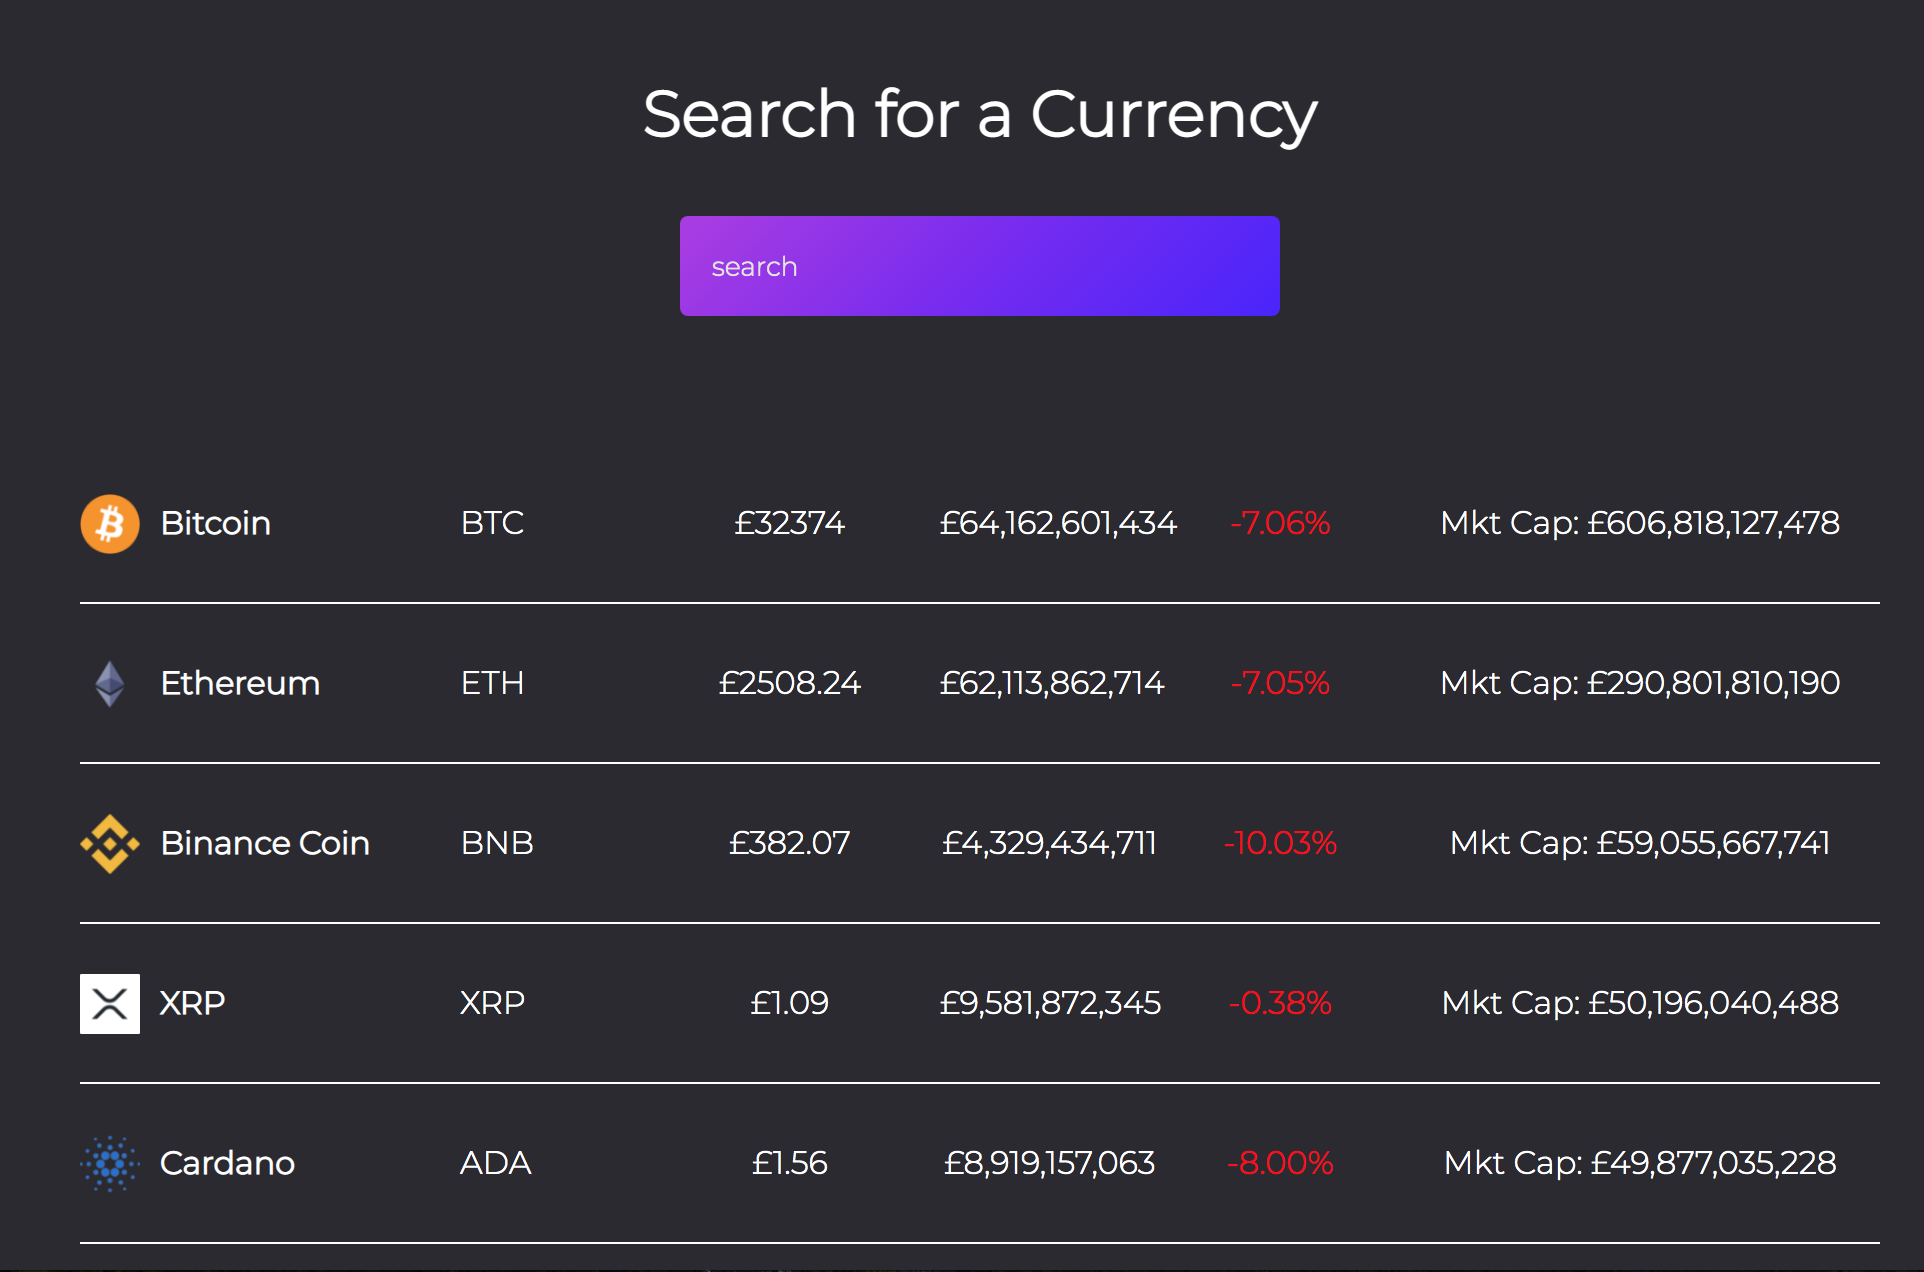 Search for a Currency
search
Bitcoin BTC £32374 £64,162,601,434 -7.06% Mkt Cap: £606,818,127,478
Ethereum ETH £2508.24 £62,113,862,714 -7.05% Mkt Cap: £290,801,810,190
Binance Coin BNB £382.07 £4,329,434,711 -10.03% Mkt Cap: £59,055,667,741
XRP XRP £1.09 £9,581,872,345 -0.38% Mkt Cap: £50,196,040,488
Cardano ADA £1.56 £8,919,157,063 -8.00% Mkt Cap: £49,877,035,228